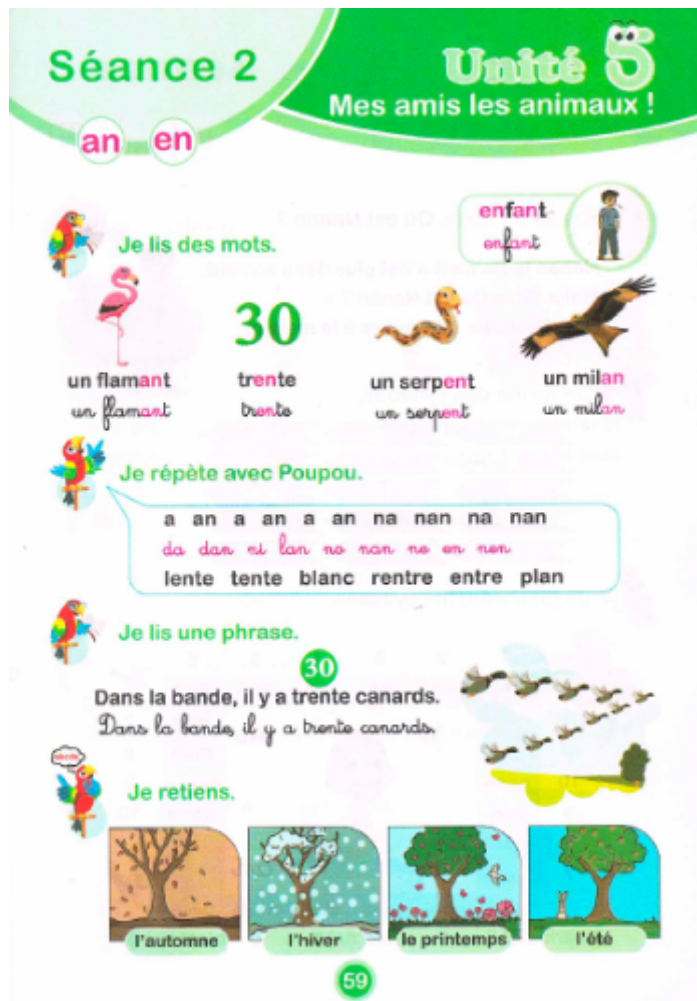 Séance 2
Unité 5
Mes amis les animaux !
an en
enfant
enfant
Je lis des mots.
30
un flamant trente un serpent un milan
un flamant trente un serpent un milan
Je répète avec Poupou.
a an a an a an na nan na nan
da dan ni lan no nan ne en nen
lente tente blanc rentre entre plan
Je lis une phrase.
30
Dans la bande, il y a trente canards.
Dans la bande, il y a trente canards.
Je retiens.
l'automne l'hiver le printemps l'été
59